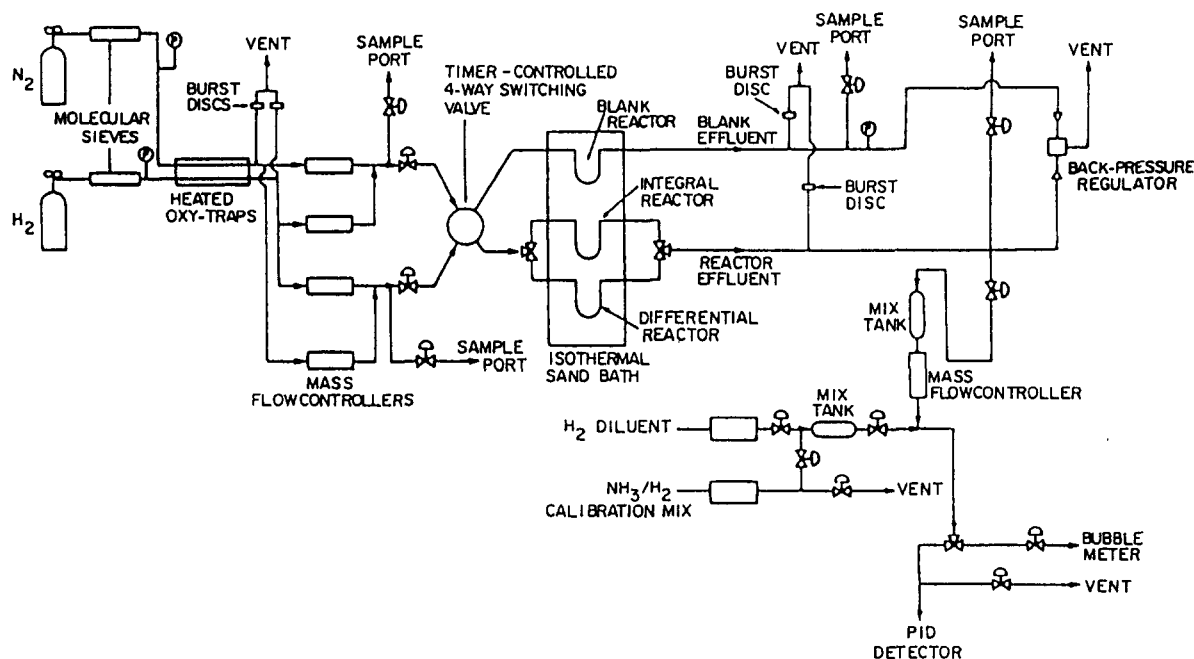 N2
MOLECULAR
SIEVES
H2
P
P
VENT
BURST
DISCS
HEATED
OXY-TRAPS
SAMPLE
PORT
TIMER-CONTROLLED
4-WAY SWITCHING
VALVE
MASS
FLOWCONTROLLERS
SAMPLE
PORT
BLANK
REACTOR
INTEGRAL
REACTOR
DIFFERENTIAL
REACTOR
ISOTHERMAL
SAND BATH
BLANK
EFFLUENT
REACTOR
EFFLUENT
BURST
DISC
VENT
SAMPLE
PORT
P
BURST
DISC
SAMPLE
PORT
VENT
BACK-PRESSURE
REGULATOR
MIX
TANK
MASS
FLOWCONTROLLER
H2 DILUENT
MIX
TANK
NH3/H2
CALIBRATION MIX
VENT
BUBBLE
METER
VENT
PID
DETECTOR